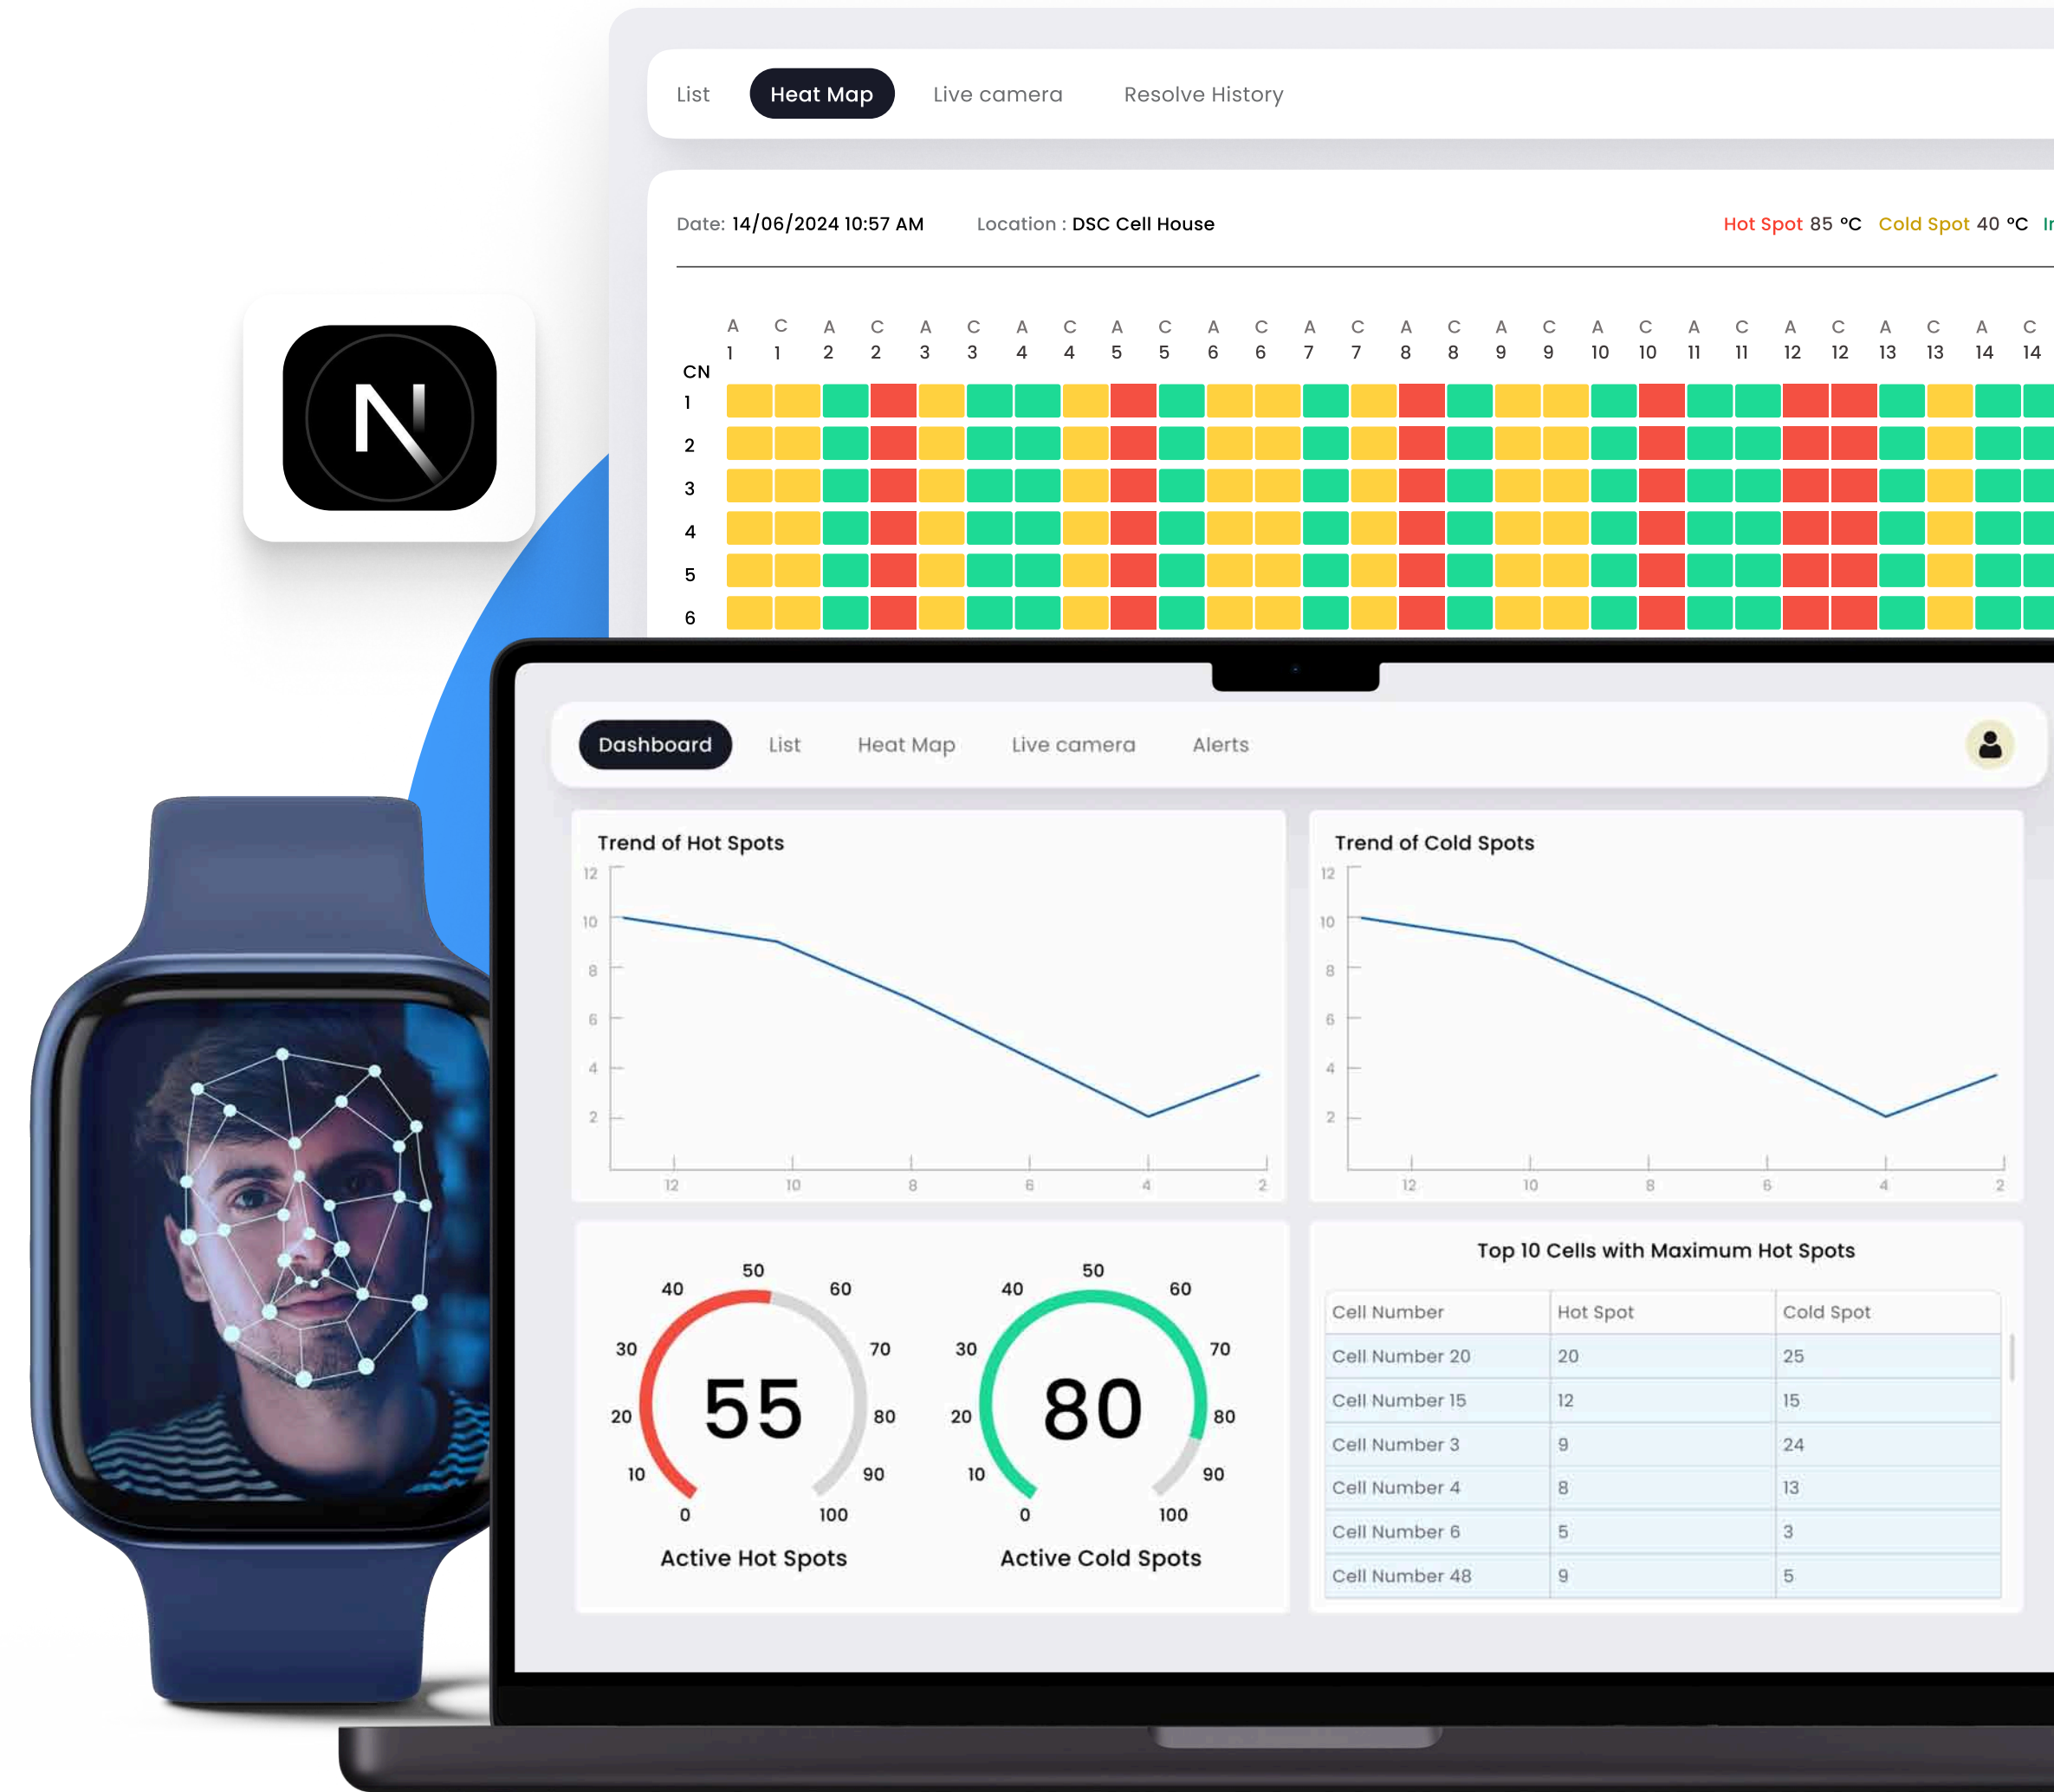 List Heat Map Live camera Resolve History
Date: 14/06/2024 10:57 AM Location : DSC Cell House Hot Spot 85 °C Cold Spot 40 °C
A C A C A C A C A C A C A C A C A C A C A C A C A C A C
1 1 2 2 3 3 4 4 5 5 6 6 7 7 8 8 9 9 10 10 11 11 12 12 13 13 14 14
CN
1
2
3
4
5
6
Dashboard List Heat Map Live camera Alerts
Trend of Hot Spots
12
10
8
6
4
2
12 10 8 6 4 2
Trend of Cold Spots
12
10
8
6
4
2
12 10 8 6 4 2
0 10 20 30 40 50 60 70 80 90 100
55
Active Hot Spots
0 10 20 30 40 50 60 70 80 90 100
80
Active Cold Spots
Top 10 Cells with Maximum Hot Spots
Cell Number Hot Spot Cold Spot
Cell Number 20 20 25
Cell Number 15 12 15
Cell Number 3 9 24
Cell Number 4 8 13
Cell Number 6 5 3
Cell Number 48 9 5